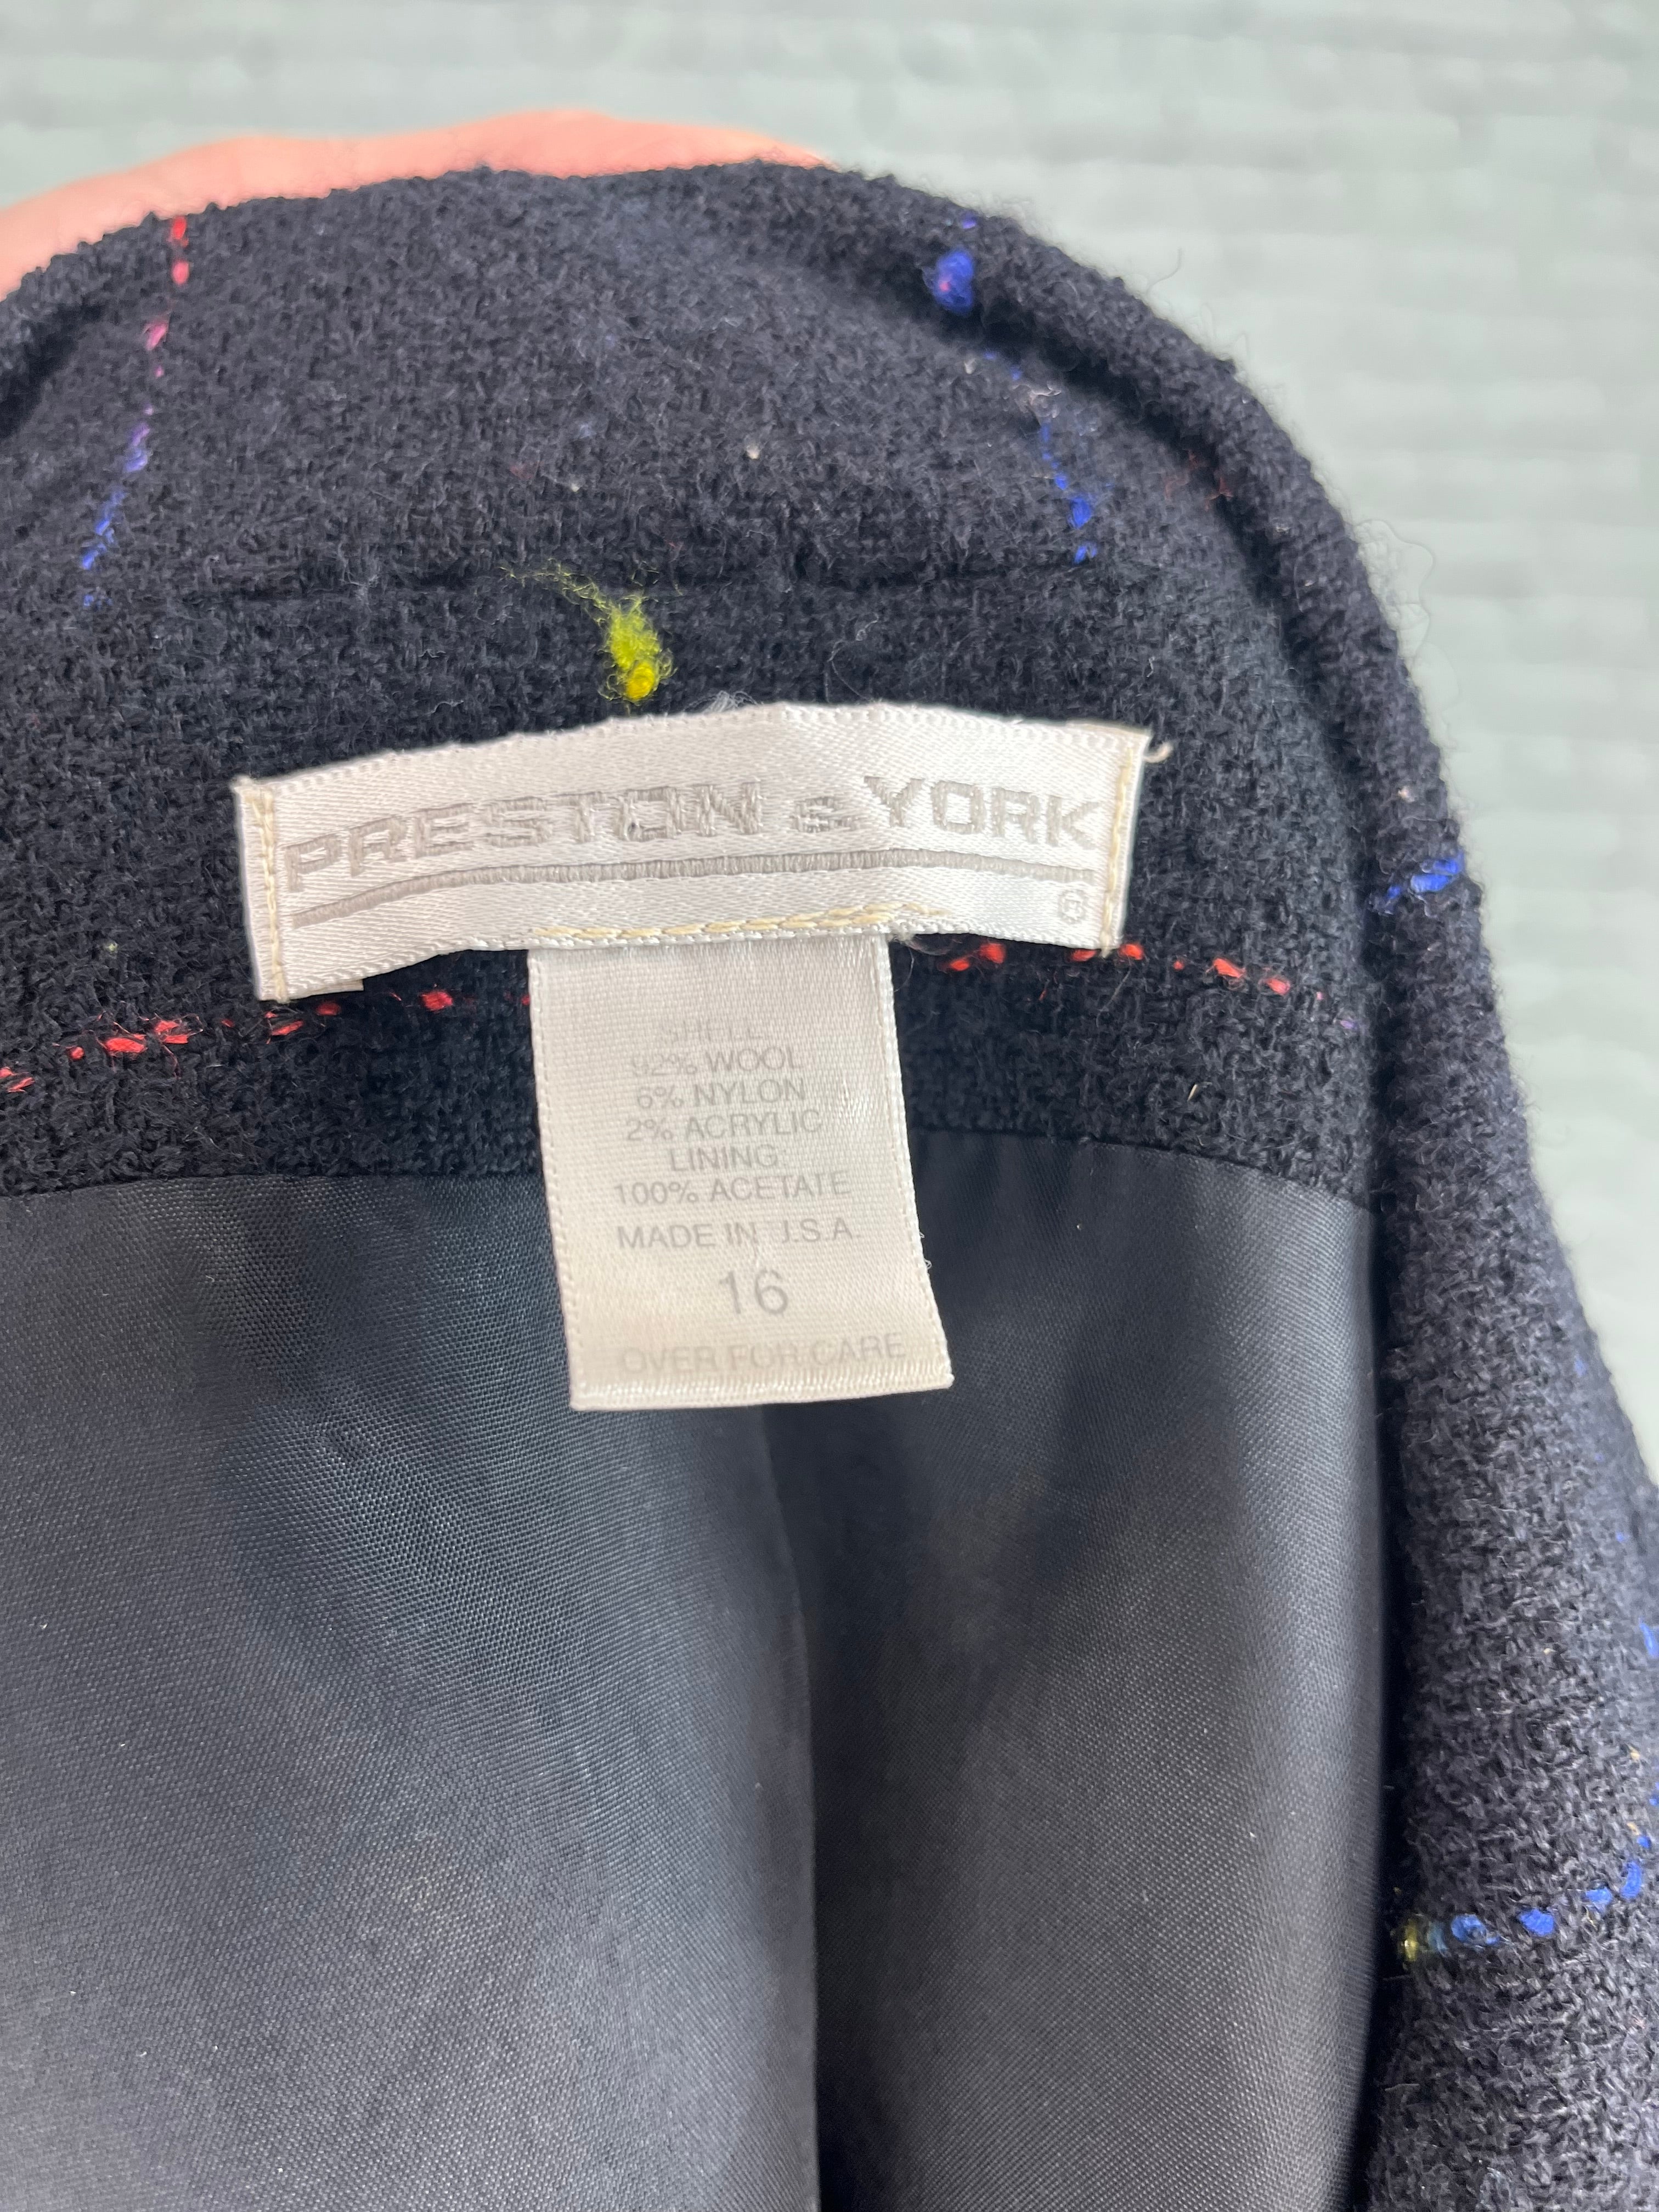 PRESTON & YORK
®
SHELL
92% WOOL
6% NYLON
2% ACRYLIC
LINING:
100% ACETATE
MADE IN U.S.A.
16
OVER FOR CARE